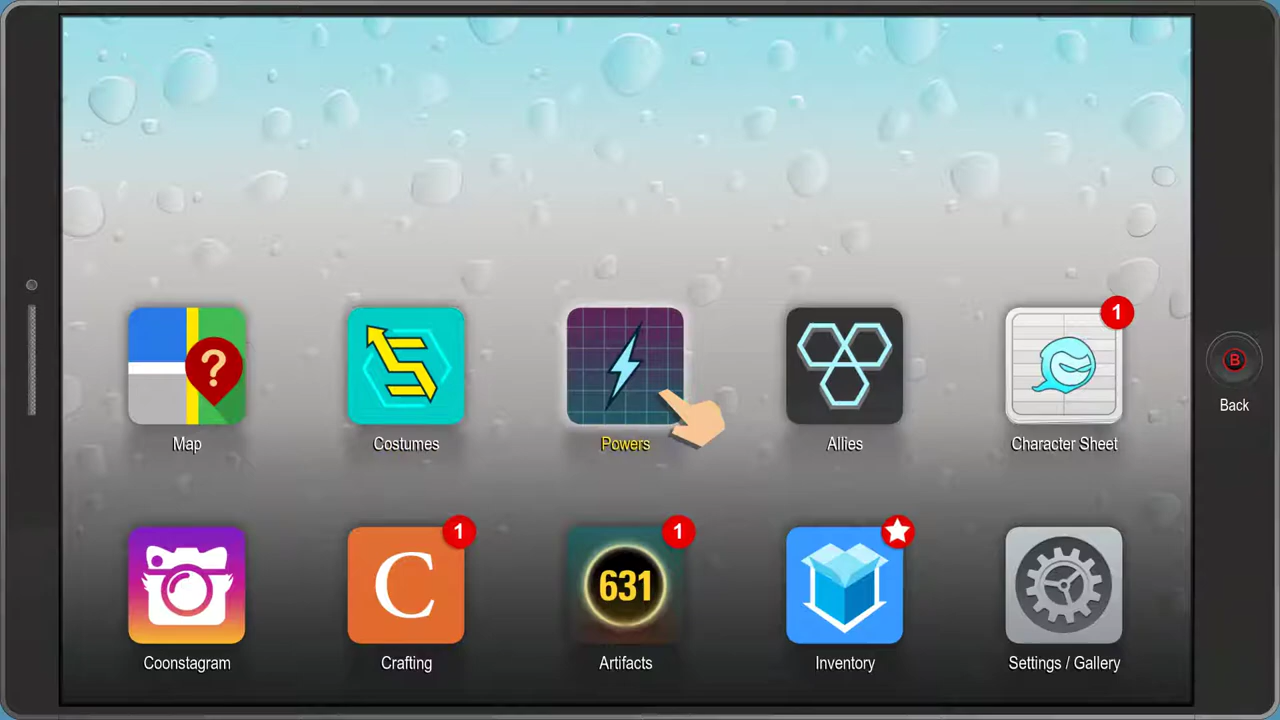 1
?
B
Back
Map
Costumes
Powers
Allies
Character Sheet
1
1
C
631
Coonstagram
Crafting
Artifacts
Inventory
Settings / Gallery